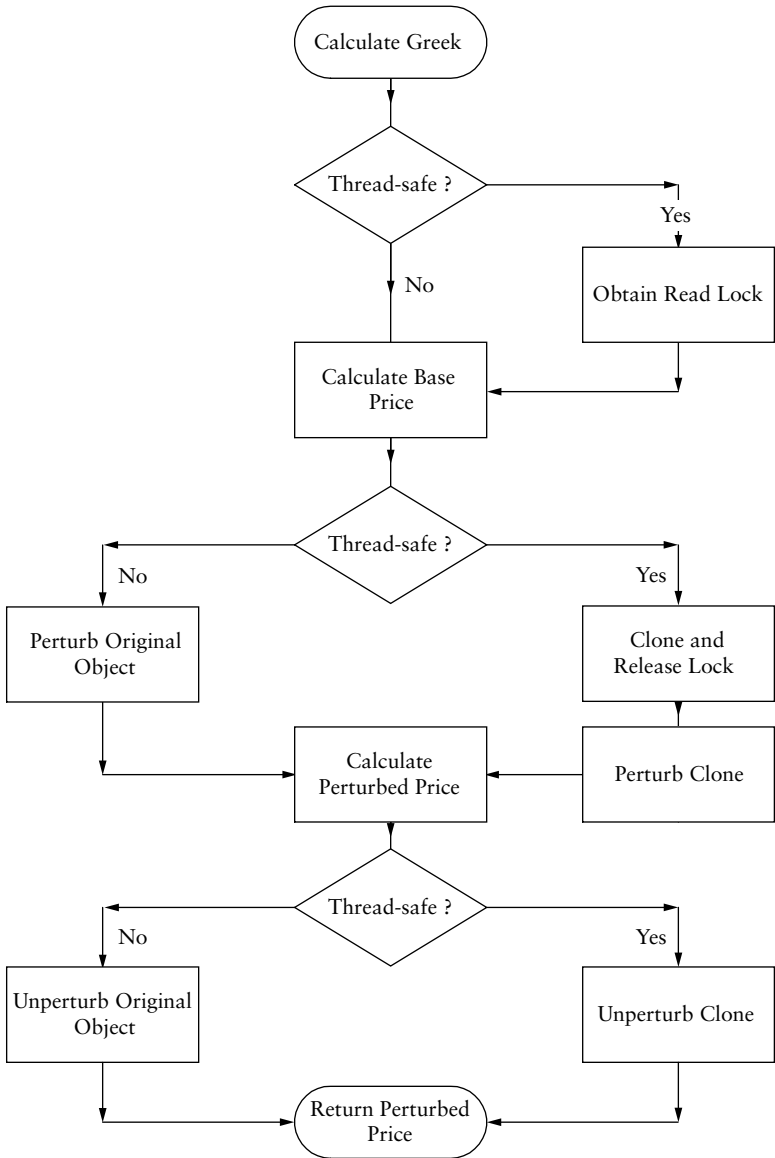 Calculate Greek
Thread-safe ?
Yes
No
Obtain Read Lock
Calculate Base
Price
Thread-safe ?
No
Yes
Perturb Original
Object
Clone and
Release Lock
Calculate
Perturbed Price
Perturb Clone
Thread-safe ?
No
Yes
Unperturb Original
Object
Unperturb Clone
Return Perturbed
Price